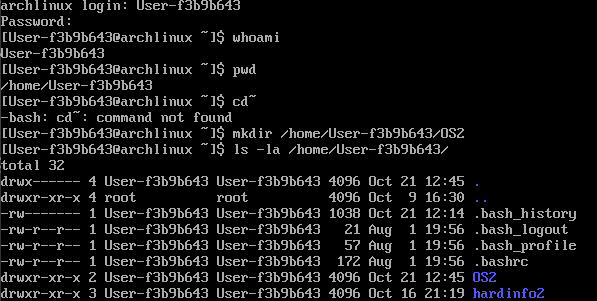 archlinux login: User-f3b9b643
Password:
[User-f3b9b643@archlinux ~]$ whoami
User-f3b9b643
[User-f3b9b643@archlinux ~]$ pwd
/home/User-f3b9b643
[User-f3b9b643@archlinux ~]$ cd~
-bash: cd~: command not found
[User-f3b9b643@archlinux ~]$ mkdir /home/User-f3b9b643/OS2
[User-f3b9b643@archlinux ~]$ ls -la /home/User-f3b9b643/
total 32
drwx------ 4 User-f3b9b643 User-f3b9b643 4096 Oct 21 12:45 .
drwxr-xr-x 4 root          root          4096 Oct  9 16:30 ..
-rw------- 1 User-f3b9b643 User-f3b9b643 1038 Oct 21 12:14 .bash_history
-rw-r--r-- 1 User-f3b9b643 User-f3b9b643   21 Aug  1 19:56 .bash_logout
-rw-r--r-- 1 User-f3b9b643 User-f3b9b643   57 Aug  1 19:56 .bash_profile
-rw-r--r-- 1 User-f3b9b643 User-f3b9b643  172 Aug  1 19:56 .bashrc
drwxr-xr-x 2 User-f3b9b643 User-f3b9b643 4096 Oct 21 12:45 OS2
drwxr-xr-x 3 User-f3b9b643 User-f3b9b643 4096 Oct 16 21:19 hardinfo2